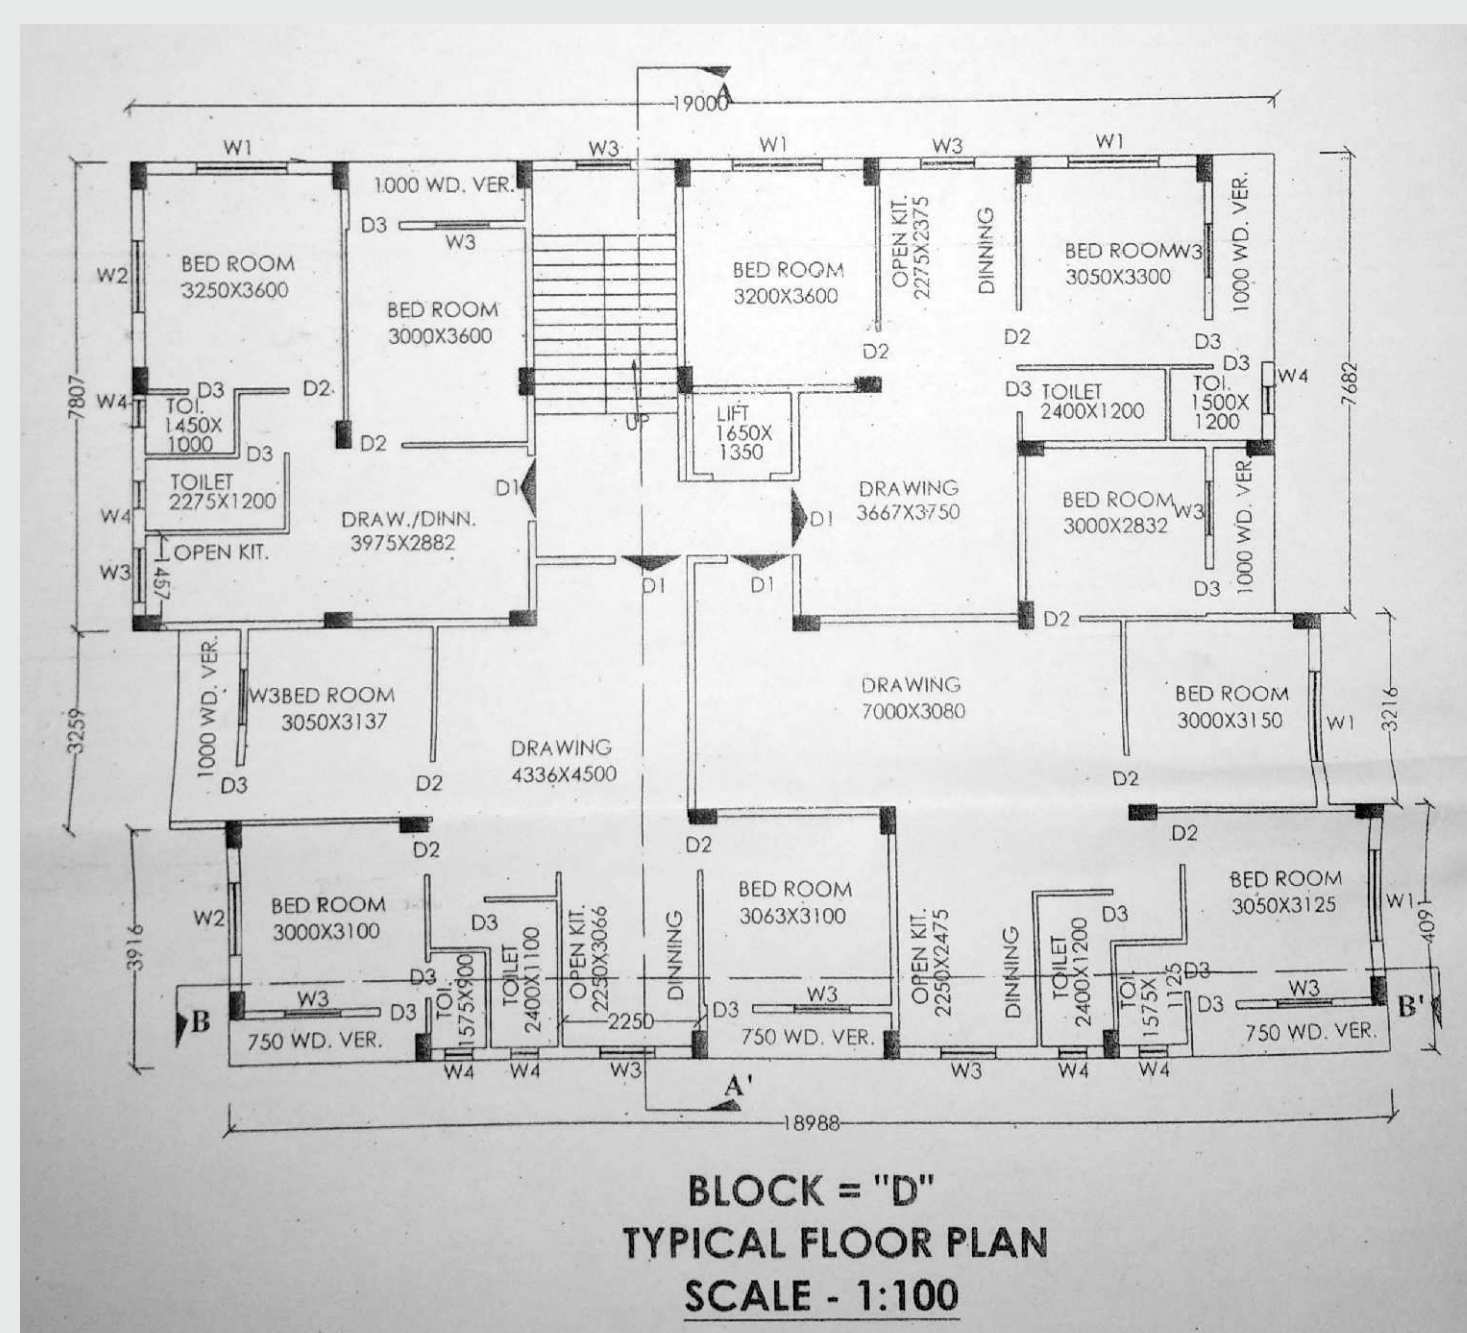 A
19000
W1
W3
W1
W3
W1
1000 WD. VER.
D3
W3
W2
BED ROOM
3250X3600
BED ROOM
3000X3600
BED ROOM
3200X3600
OPEN KIT.
2275X2375
DINNING
BED ROOM
3050X3300
W3
1000 WD. VER.
7807
7682
D2
D2
D3
D3
W4
D3
D2
W4
TOI.
1450X
1000
D3
D2
UP
LIFT
1650X
1350
D3
TOILET
2400X1200
TOI.
1500X
1200
TOILET
2275X1200
W4
D1
DRAW./DINN.
3975X2882
DRAWING
3667X3750
D1
BED ROOM
3000X2832
W3
1000 WD. VER.
OPEN KIT.
W3
1457
D1
D1
D3
D2
3259
1000 WD. VER.
W3
BED ROOM
3050X3137
D3
D2
DRAWING
4336X4500
DRAWING
7000X3080
BED ROOM
3000X3150
W1
3216
D2
D2
D2
D2
3916
W2
BED ROOM
3000X3100
D3
D3
TOI.
1575X900
TOILET
2400X1100
OPEN KIT.
2250X3066
DINNING
BED ROOM
3063X3100
OPEN KIT.
2250X2475
DINNING
TOILET
2400X1200
D3
TOI.
1575X
1125
D3
BED ROOM
3050X3125
W1
4091
B
W3
D3
750 WD. VER.
2250
D3
W3
750 WD. VER.
D3
W3
750 WD. VER.
B'
W4
W4
W3
W3
W4
W4
A'
18988
BLOCK = "D"
TYPICAL FLOOR PLAN
SCALE - 1:100